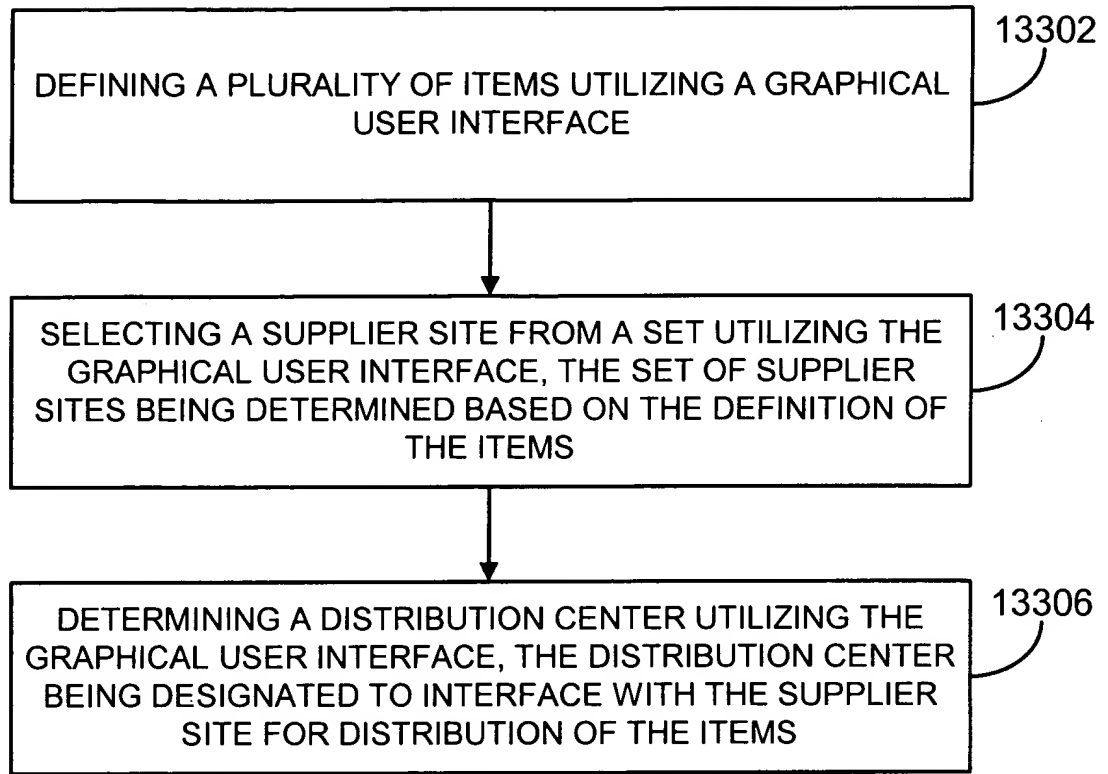 13302
DEFINING A PLURALITY OF ITEMS UTILIZING A GRAPHICAL
USER INTERFACE
13304
SELECTING A SUPPLIER SITE FROM A SET UTILIZING THE
GRAPHICAL USER INTERFACE, THE SET OF SUPPLIER
SITES BEING DETERMINED BASED ON THE DEFINITION OF
THE ITEMS
13306
DETERMINING A DISTRIBUTION CENTER UTILIZING THE
GRAPHICAL USER INTERFACE, THE DISTRIBUTION CENTER
BEING DESIGNATED TO INTERFACE WITH THE SUPPLIER
SITE FOR DISTRIBUTION OF THE ITEMS